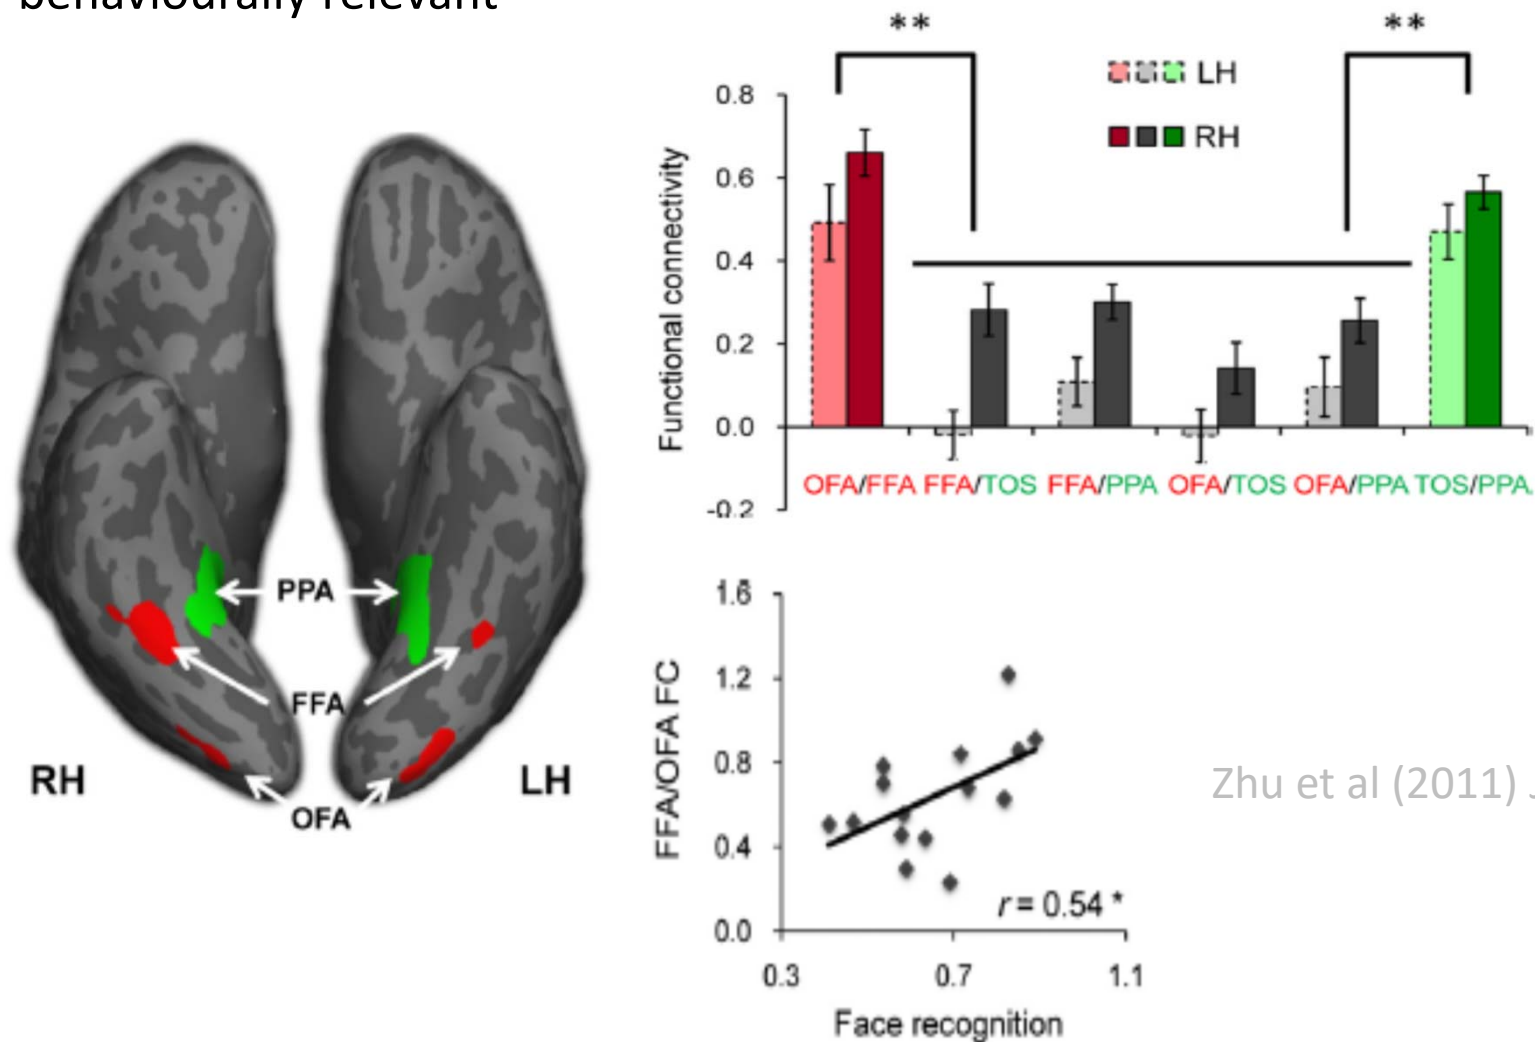 behaviourally relevant
** **
LH
RH
Functional connectivity
0.8
0.6
0.4
0.2
0.0
-0.2
OFA/FFA FFA/TOS FFA/PPA OFA/TOS OFA/PPA TOS/PPA
PPA
FFA
OFA
RH
LH
FFA/OFA FC
1.6
1.2
0.8
0.4
0.0
r = 0.54 *
0.3 0.7 1.1
Face recognition
Zhu et al (2011)